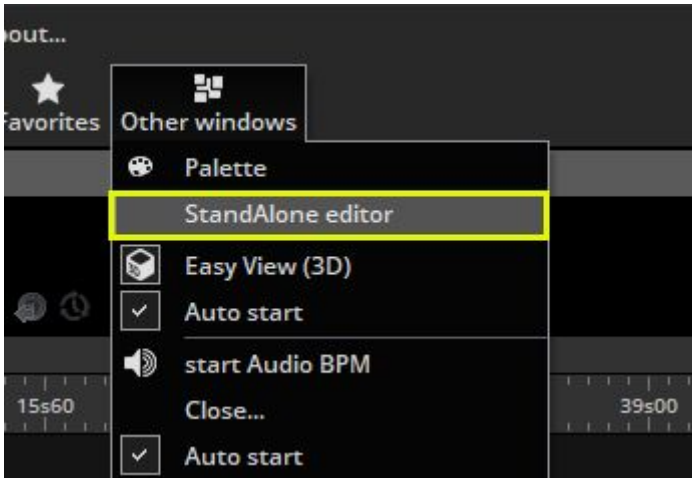 out...
Favorites
Other windows
Palette
StandAlone editor
Easy View (3D)
Auto start
start Audio BPM
15s60
Close...
39s00
Auto start